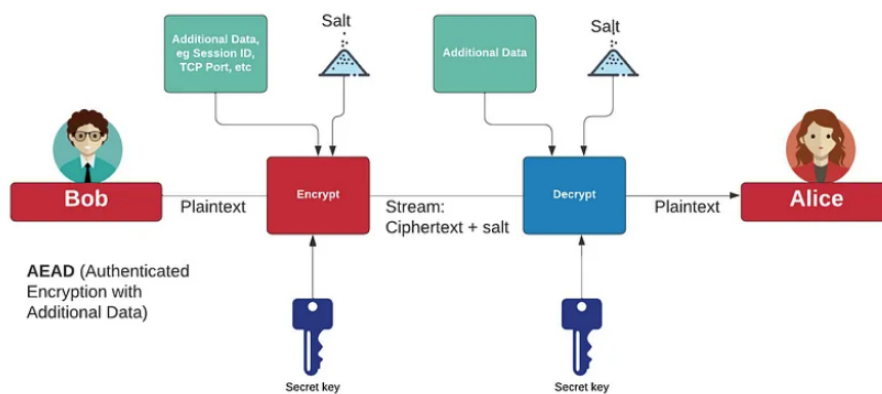 Salt
Additional Data,
eg Session ID,
TCP Port, etc
Additional Data
Salt
Bob
Plaintext
Encrypt
Stream:
Ciphertext + salt
Decrypt
Plaintext
Alice
AEAD (Authenticated
Encryption with
Additional Data)
Secret key
Secret key